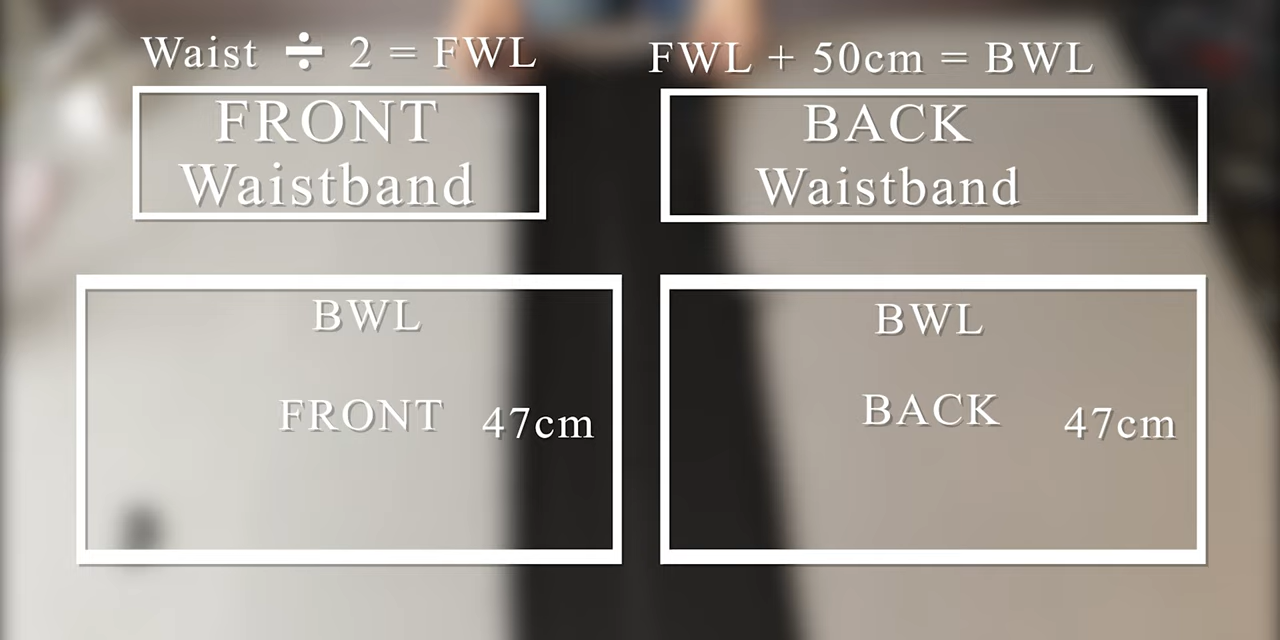 Waist ÷ 2 = FWL
FRONT
Waistband
FWL + 50cm = BWL
BACK
Waistband
BWL
FRONT 47cm
BWL
BACK 47cm